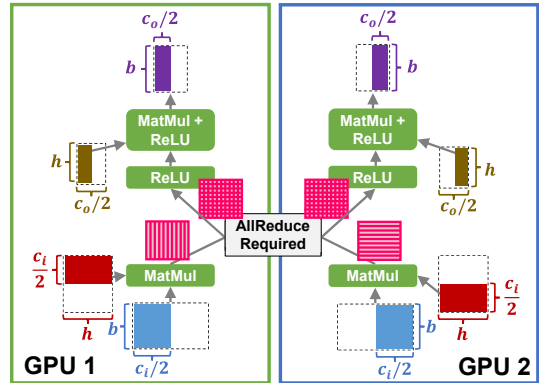 c_o/2
b
MatMul +
ReLU
h
c_o/2
ReLU
c_i
2
MatMul
h
b
c_i/2
GPU 1
AllReduce
Required
c_o/2
b
MatMul +
ReLU
h
c_o/2
ReLU
MatMul
c_i
2
h
b
c_i/2
GPU 2